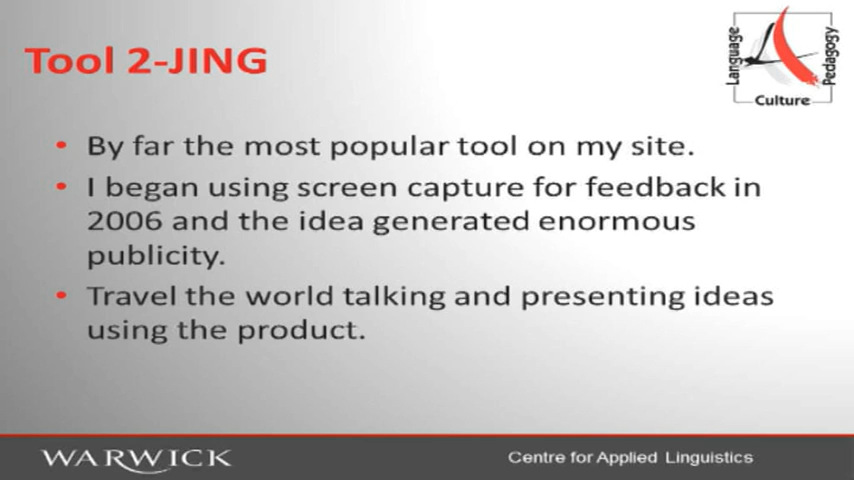 Tool 2-JING
Language
Pedagogy
Culture
• By far the most popular tool on my site.
• I began using screen capture for feedback in
2006 and the idea generated enormous
publicity.
• Travel the world talking and presenting ideas
using the product.
WARWICK
Centre for Applied Linguistics